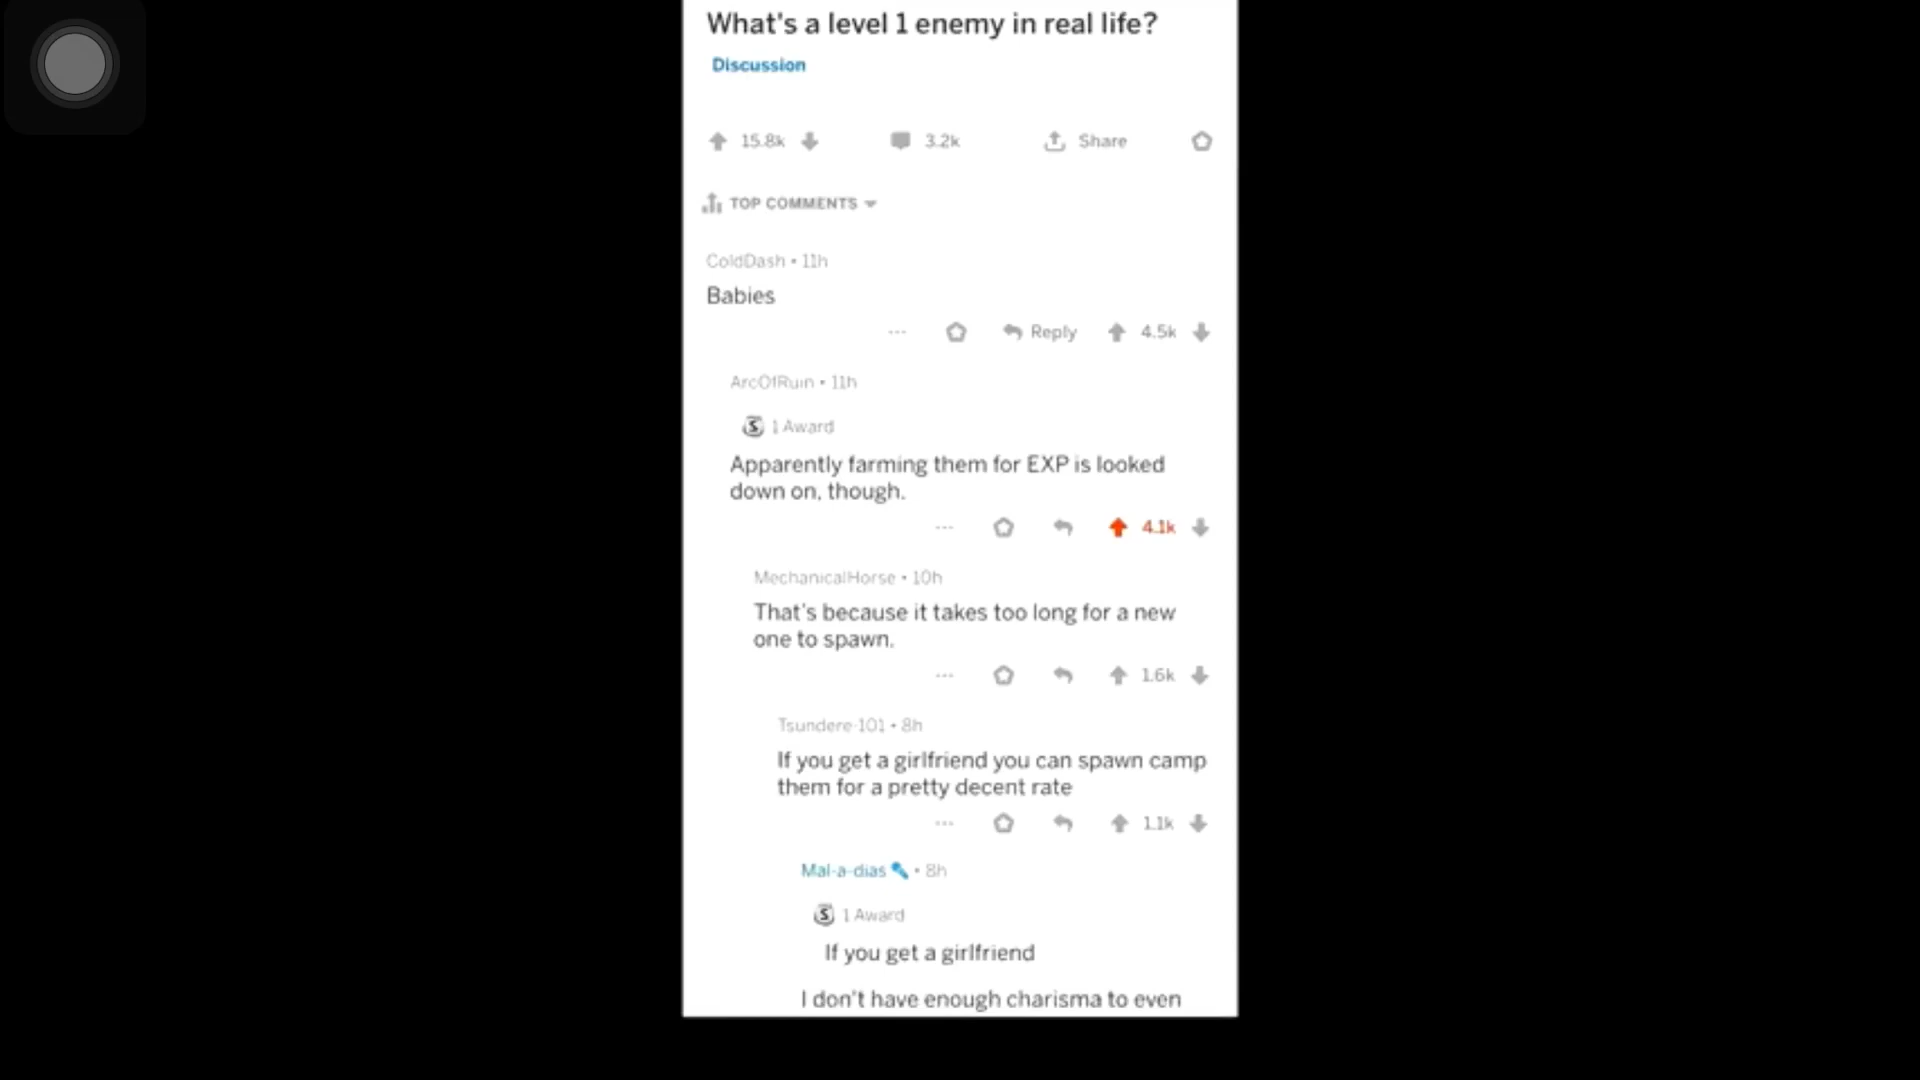 What's a level 1 enemy in real life?
Discussion
15.8k 3.2k Share
TOP COMMENTS
ColdDash • 11h
Babies
... Reply 4.5k
ArcOfRuin • 11h
S 1 Award
Apparently farming them for EXP is looked
down on, though.
... 4.1k
MechanicalHorse • 10h
That's because it takes too long for a new
one to spawn.
... 1.6k
Tsundere-101 • 8h
If you get a girlfriend you can spawn camp
them for a pretty decent rate
... 1.1k
Mal-a-dias • 8h
S 1 Award
If you get a girlfriend
I don't have enough charisma to even